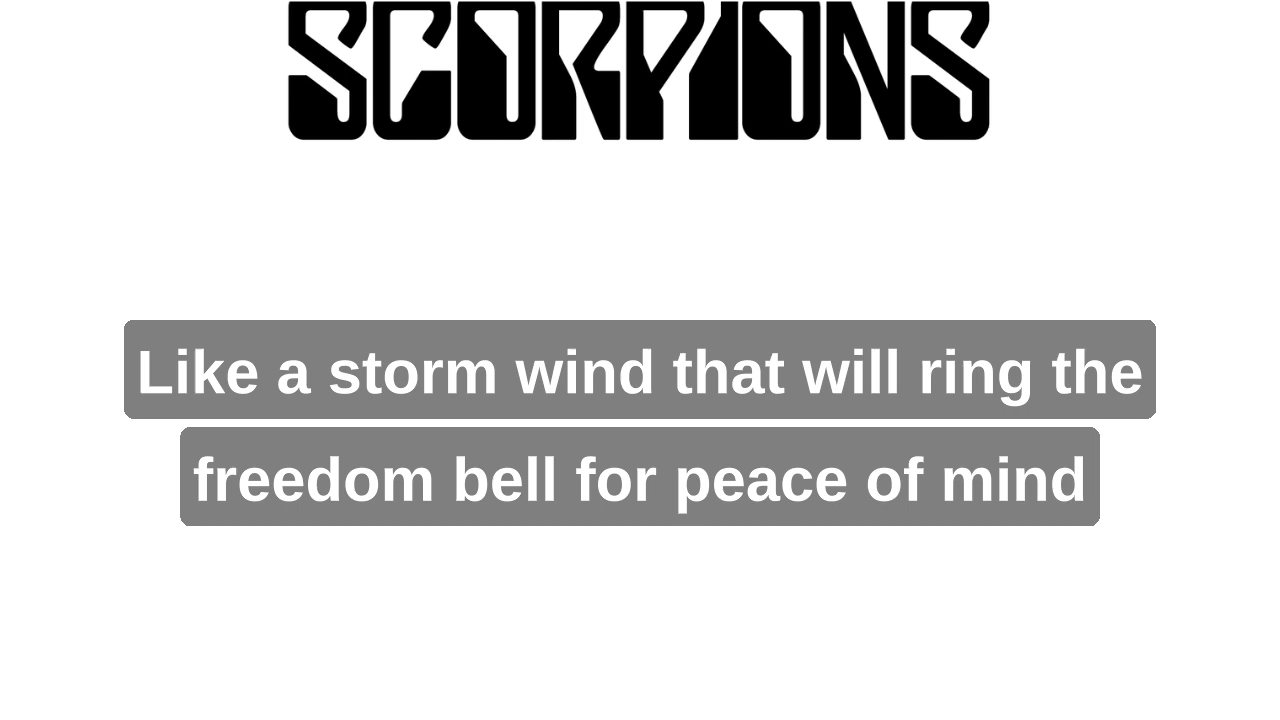 SCORPIONS
Like a storm wind that will ring the
freedom bell for peace of mind